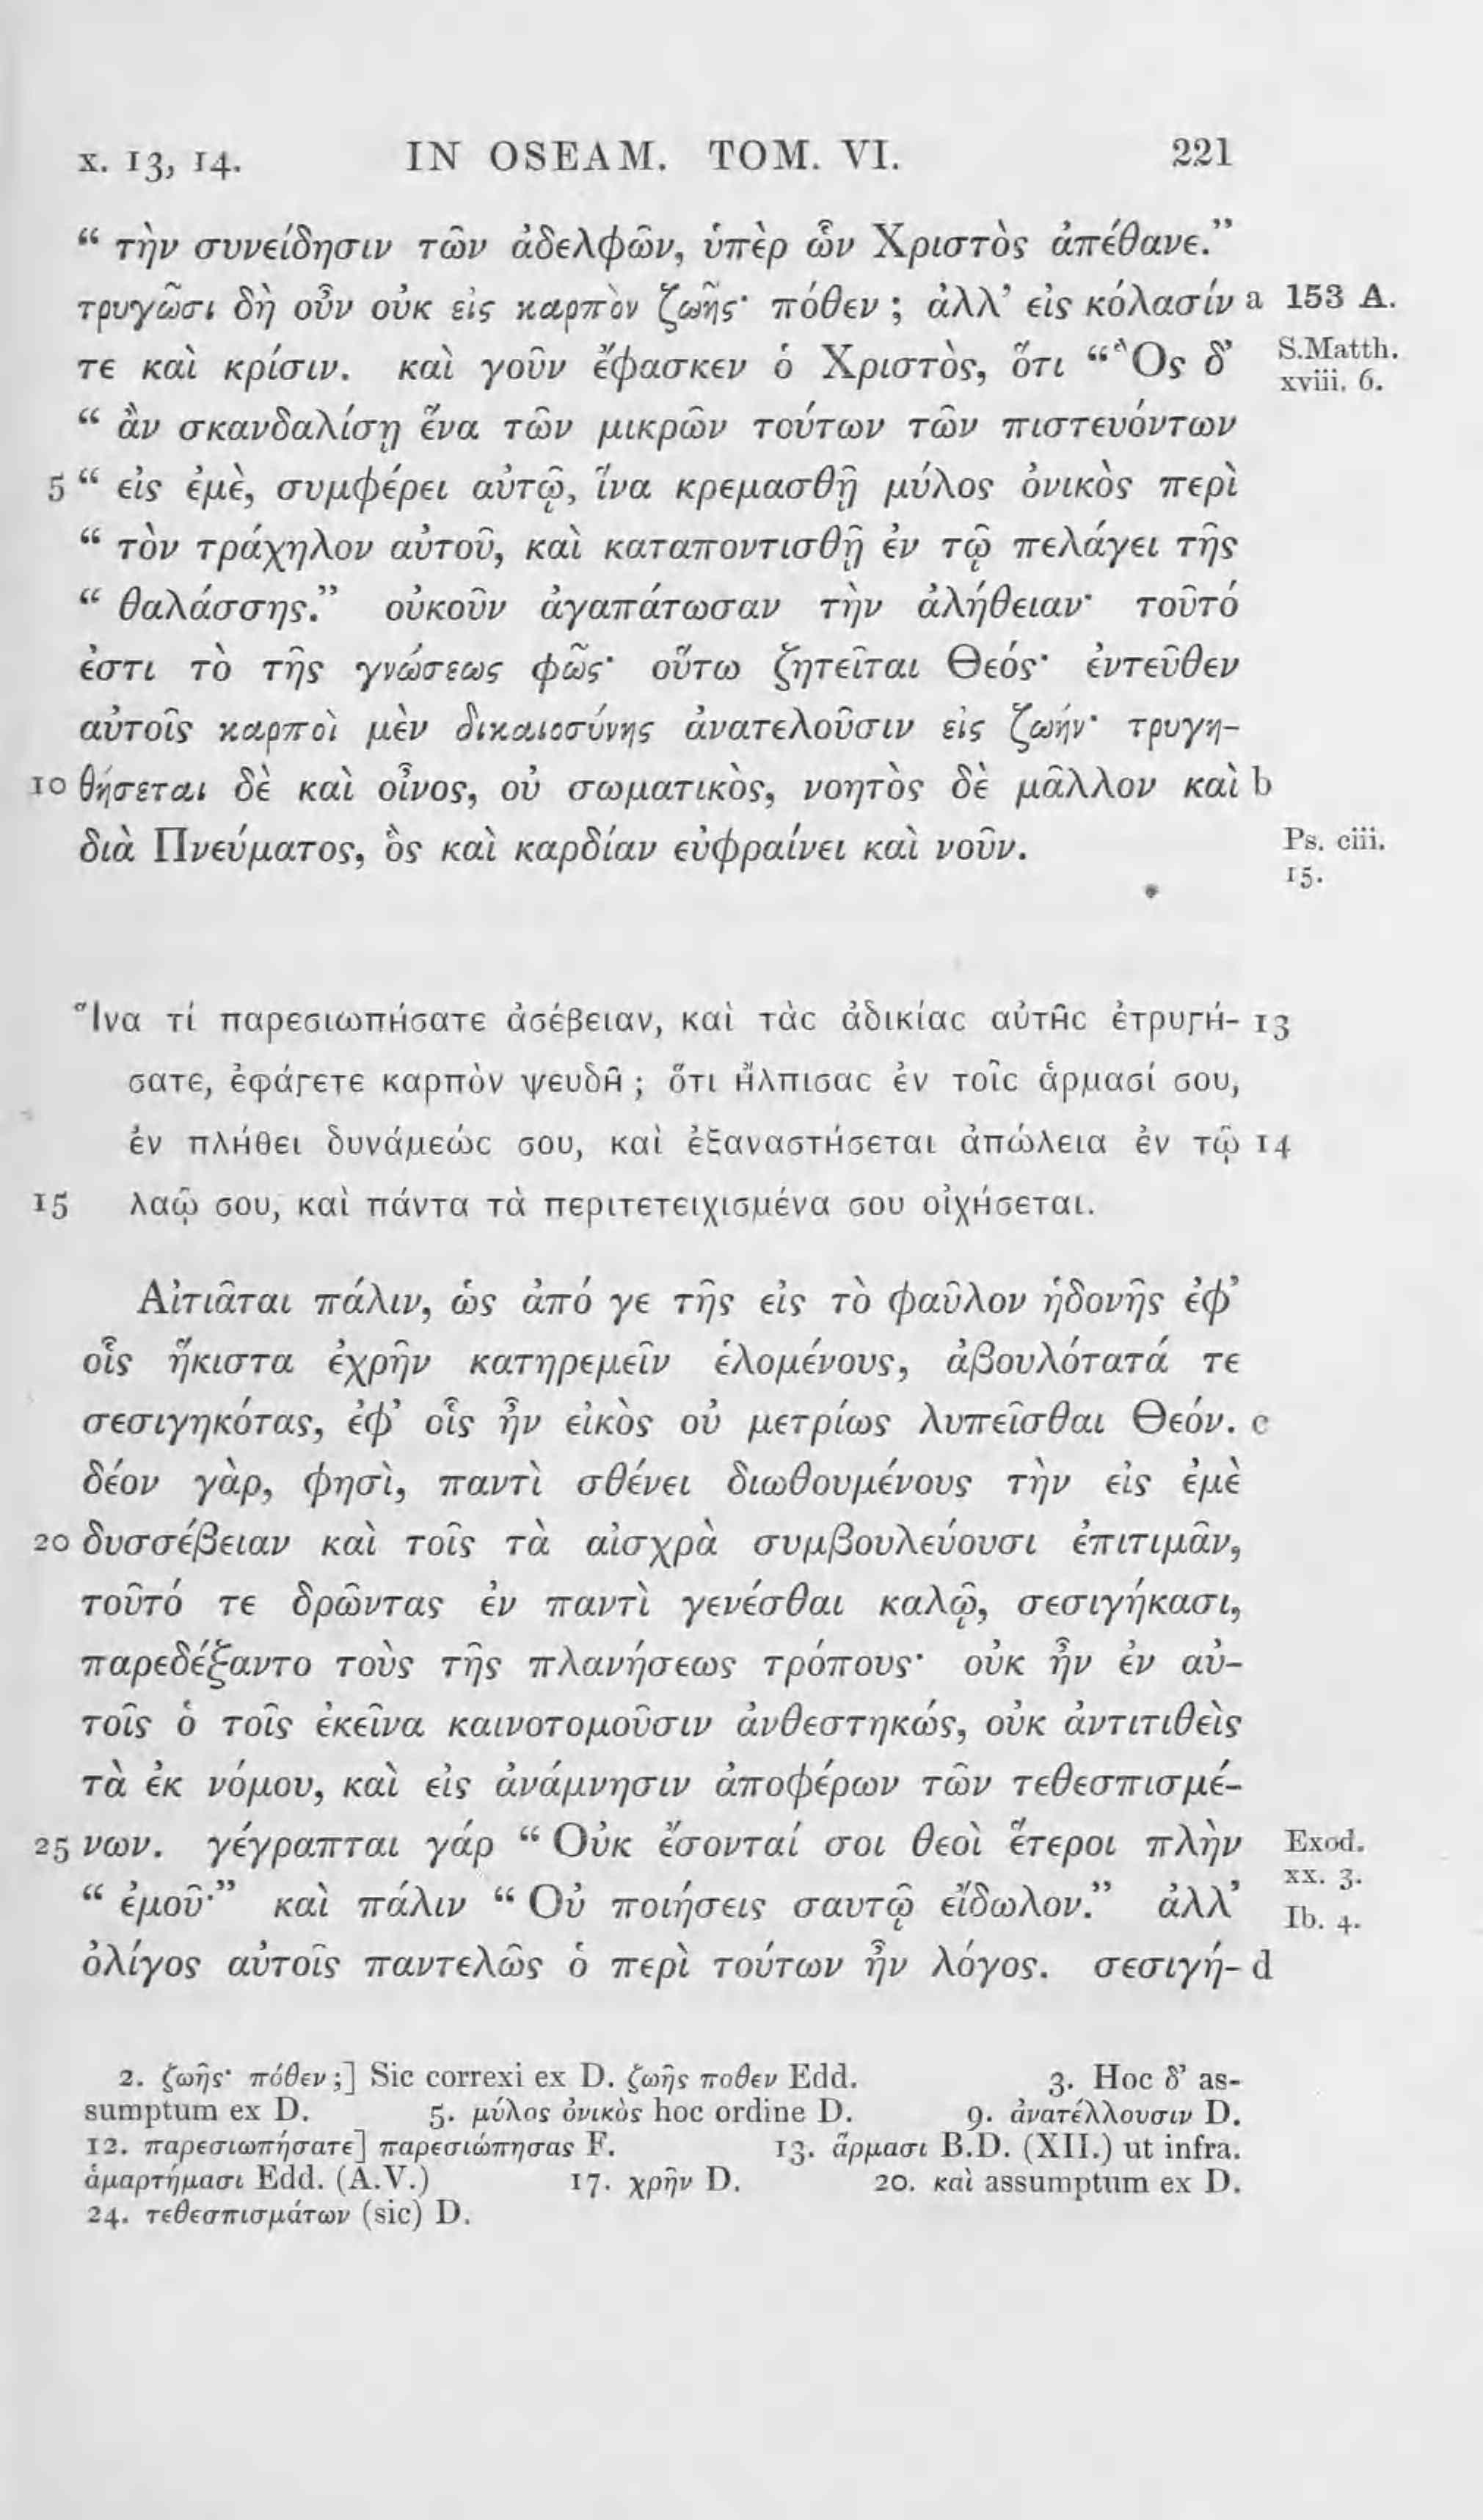 x. 13, 14. IN OSEAM. TOM. VI. 221
“ τὴν συνείδησιν τῶν ἀδελφῶν, ὑπὲρ ὧν Χριστὸς ἀπέθανε.”
τρυγῶσι δὴ οὖν οὐκ εἰς καρπὸν ζωῆς· πόθεν ; ἀλλ’ εἰς κόλασίν a 153 A.
τε καὶ κρίσιν. καὶ γοῦν ἔφασκεν ὁ Χριστὸς, ὅτι “Ὃς δ’ S.Matth. xviii. 6.
“ ἂν σκανδαλίσῃ ἕνα τῶν μικρῶν τούτων τῶν πιστευόντων
5 “ εἰς ἐμὲ, συμφέρει αὐτῷ, ἵνα κρεμασθῇ μύλος ὀνικὸς περὶ
“ τὸν τράχηλον αὐτοῦ, καὶ καταποντισθῇ ἐν τῷ πελάγει τῆς
“ θαλάσσης.” οὐκοῦν ἀγαπάτωσαν τὴν ἀλήθειαν· τοῦτό
ἐστι τὸ τῆς γνώσεως φῶς· οὕτω ζητεῖται Θεός· ἐντεῦθεν
αὐτοῖς καρποὶ μὲν δικαιοσύνης ἀνατελοῦσιν εἰς ζωήν· τρυγη-
10 θήσεται δὲ καὶ οἶνος, οὐ σωματικὸς, νοητὸς δὲ μᾶλλον καὶ b
διὰ Πνεύματος, ὃς καὶ καρδίαν εὐφραίνει καὶ νοῦν. Ps. ciii. 15.
Ἵνα τί παρεσιωπήσατε ἀσέβειαν, καὶ τὰς ἀδικίας αὐτῆς ἐτρυγή- 13
σατε, ἐφάγετε καρπὸν ψευδῆ ; ὅτι ἤλπισας ἐν τοῖς ἅρμασί σου,
ἐν πλήθει δυνάμεώς σου, καὶ ἐξαναστήσεται ἀπώλεια ἐν τῷ 14
15 λαῷ σου, καὶ πάντα τὰ περιτετειχισμένα σου οἰχήσεται.
Αἰτιᾶται πάλιν, ὡς ἀπό γε τῆς εἰς τὸ φαῦλον ἡδονῆς ἐφ’
οἷς ἥκιστα ἐχρῆν κατηρεμεῖν ἑλομένους, ἀβουλότατά τε
σεσιγηκότας, ἐφ’ οἷς ἦν εἰκὸς οὐ μετρίως λυπεῖσθαι Θεόν. c
δέον γὰρ, φησὶ, παντὶ σθένει διωθουμένους τὴν εἰς ἐμὲ
20 δυσσέβειαν καὶ τοῖς τὰ αἰσχρὰ συμβουλεύουσι ἐπιτιμᾶν,
τοῦτό τε δρῶντας ἐν παντὶ γενέσθαι καλῷ, σεσιγήκασι,
παρεδέξαντο τοὺς τῆς πλανήσεως τρόπους· οὐκ ἦν ἐν αὐ-
τοῖς ὁ τοῖς ἐκεῖνα καινοτομοῦσιν ἀνθεστηκώς, οὐκ ἀντιτιθεὶς
τὰ ἐκ νόμου, καὶ εἰς ἀνάμνησιν ἀποφέρων τῶν τεθεσπισμέ-
25 νων. γέγραπται γάρ “ Οὐκ ἔσονταί σοι θεοὶ ἕτεροι πλὴν Exod. xx. 3.
“ ἐμοῦ·” καὶ πάλιν “ Οὐ ποιήσεις σαυτῷ εἴδωλον.” ἀλλ’ Ib. 4.
ὀλίγος αὐτοῖς παντελῶς ὁ περὶ τούτων ἦν λόγος. σεσιγή- d
2. ζωῆς· πόθεν ;] Sic correxi ex D. ζωῆς ποθεν Edd. 3. Hoc δ’ as-
sumptum ex D. 5. μύλος ὀνικὸς hoc ordine D. 9. ἀνατέλλουσιν D.
12. παρεσιωπήσατε] παρεσιώπησας F. 13. ἅρμασι B.D. (XII.) ut infra.
ἁμαρτήμασι Edd. (A.V.) 17. χρῆν D. 20. καὶ assumptum ex D.
24. τεθεσπισμάτων (sic) D.